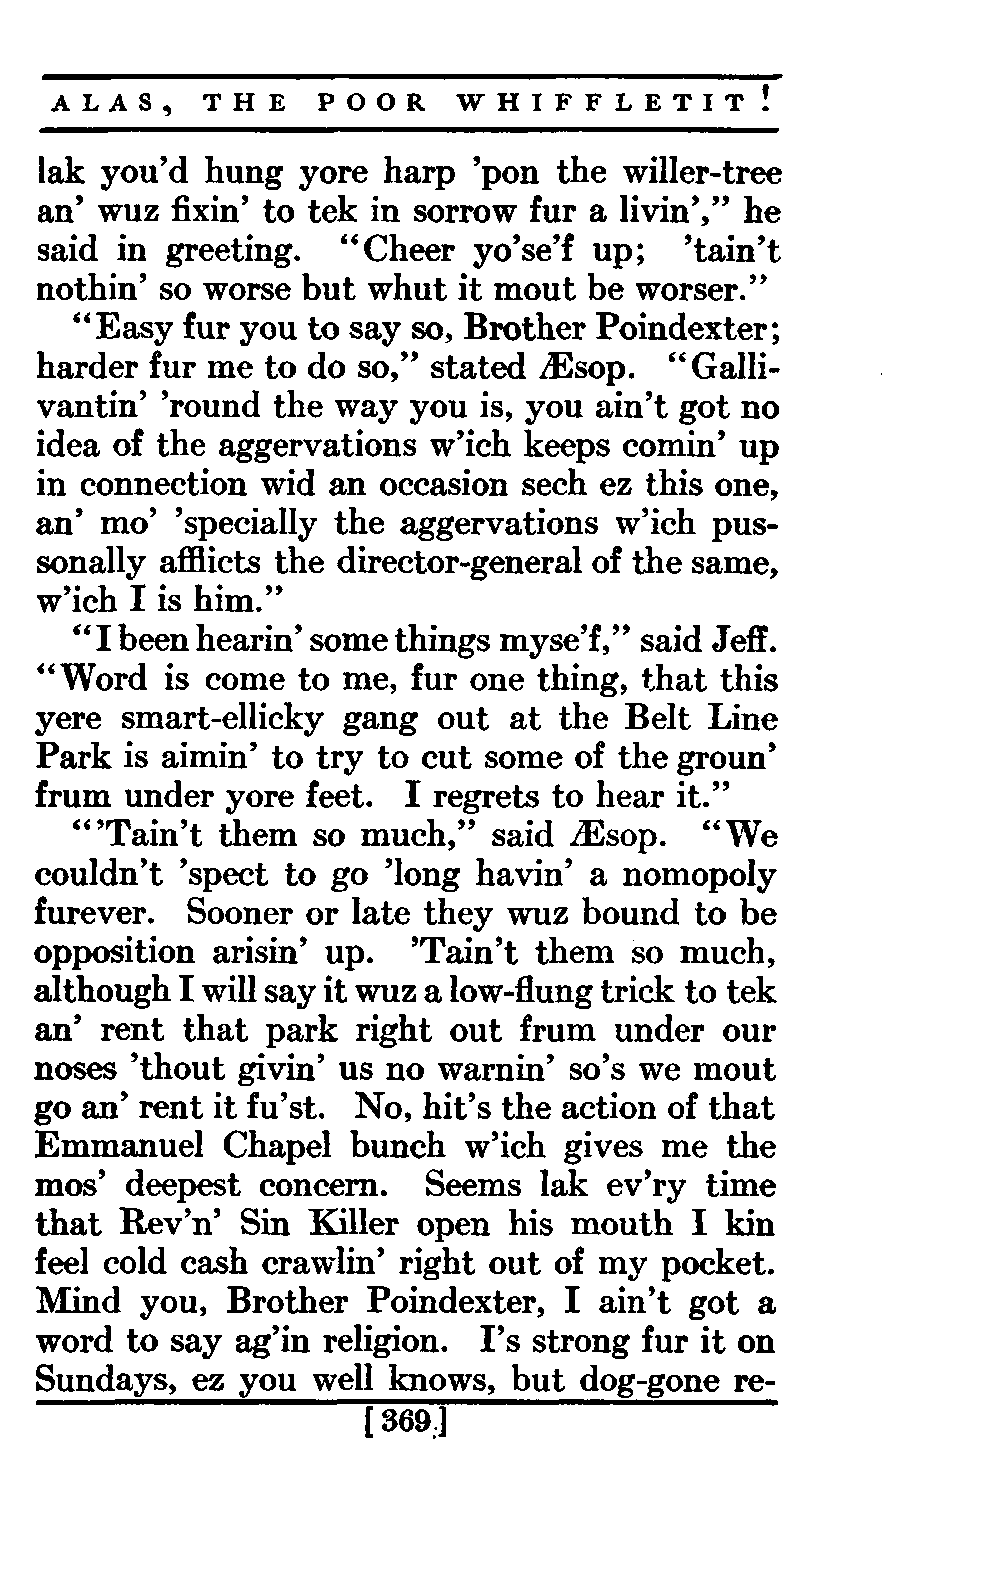 ALAS, THE POOR WHIFFLETIT!
lak you’d hung yore harp ’pon the willer-tree
an’ wuz fixin’ to tek in sorrow fur a livin’,” he
said in greeting. “Cheer yo’se’f up; ’tain’t
nothin’ so worse but whut it mout be worser.”
“Easy fur you to say so, Brother Poindexter;
harder fur me to do so,” stated Æsop. “Galli-
vantin’ ’round the way you is, you ain’t got no
idea of the aggervations w’ich keeps comin’ up
in connection wid an occasion sech ez this one,
an’ mo’ ’specially the aggervations w’ich pus-
sonally afflicts the director-general of the same,
w’ich I is him.”
“I been hearin’ some things myse’f,” said Jeff.
“Word is come to me, fur one thing, that this
yere smart-ellicky gang out at the Belt Line
Park is aimin’ to try to cut some of the groun’
frum under yore feet. I regrets to hear it.”
“’Tain’t them so much,” said Æsop. “We
couldn’t ’spect to go ’long havin’ a nomopoly
furever. Sooner or late they wuz bound to be
opposition arisin’ up. ’Tain’t them so much,
although I will say it wuz a low-flung trick to tek
an’ rent that park right out frum under our
noses ’thout givin’ us no warnin’ so’s we mout
go an’ rent it fu’st. No, hit’s the action of that
Emmanuel Chapel bunch w’ich gives me the
mos’ deepest concern. Seems lak ev’ry time
that Rev’n’ Sin Killer open his mouth I kin
feel cold cash crawlin’ right out of my pocket.
Mind you, Brother Poindexter, I ain’t got a
word to say ag’in religion. I’s strong fur it on
Sundays, ez you well knows, but dog-gone re-
[369]